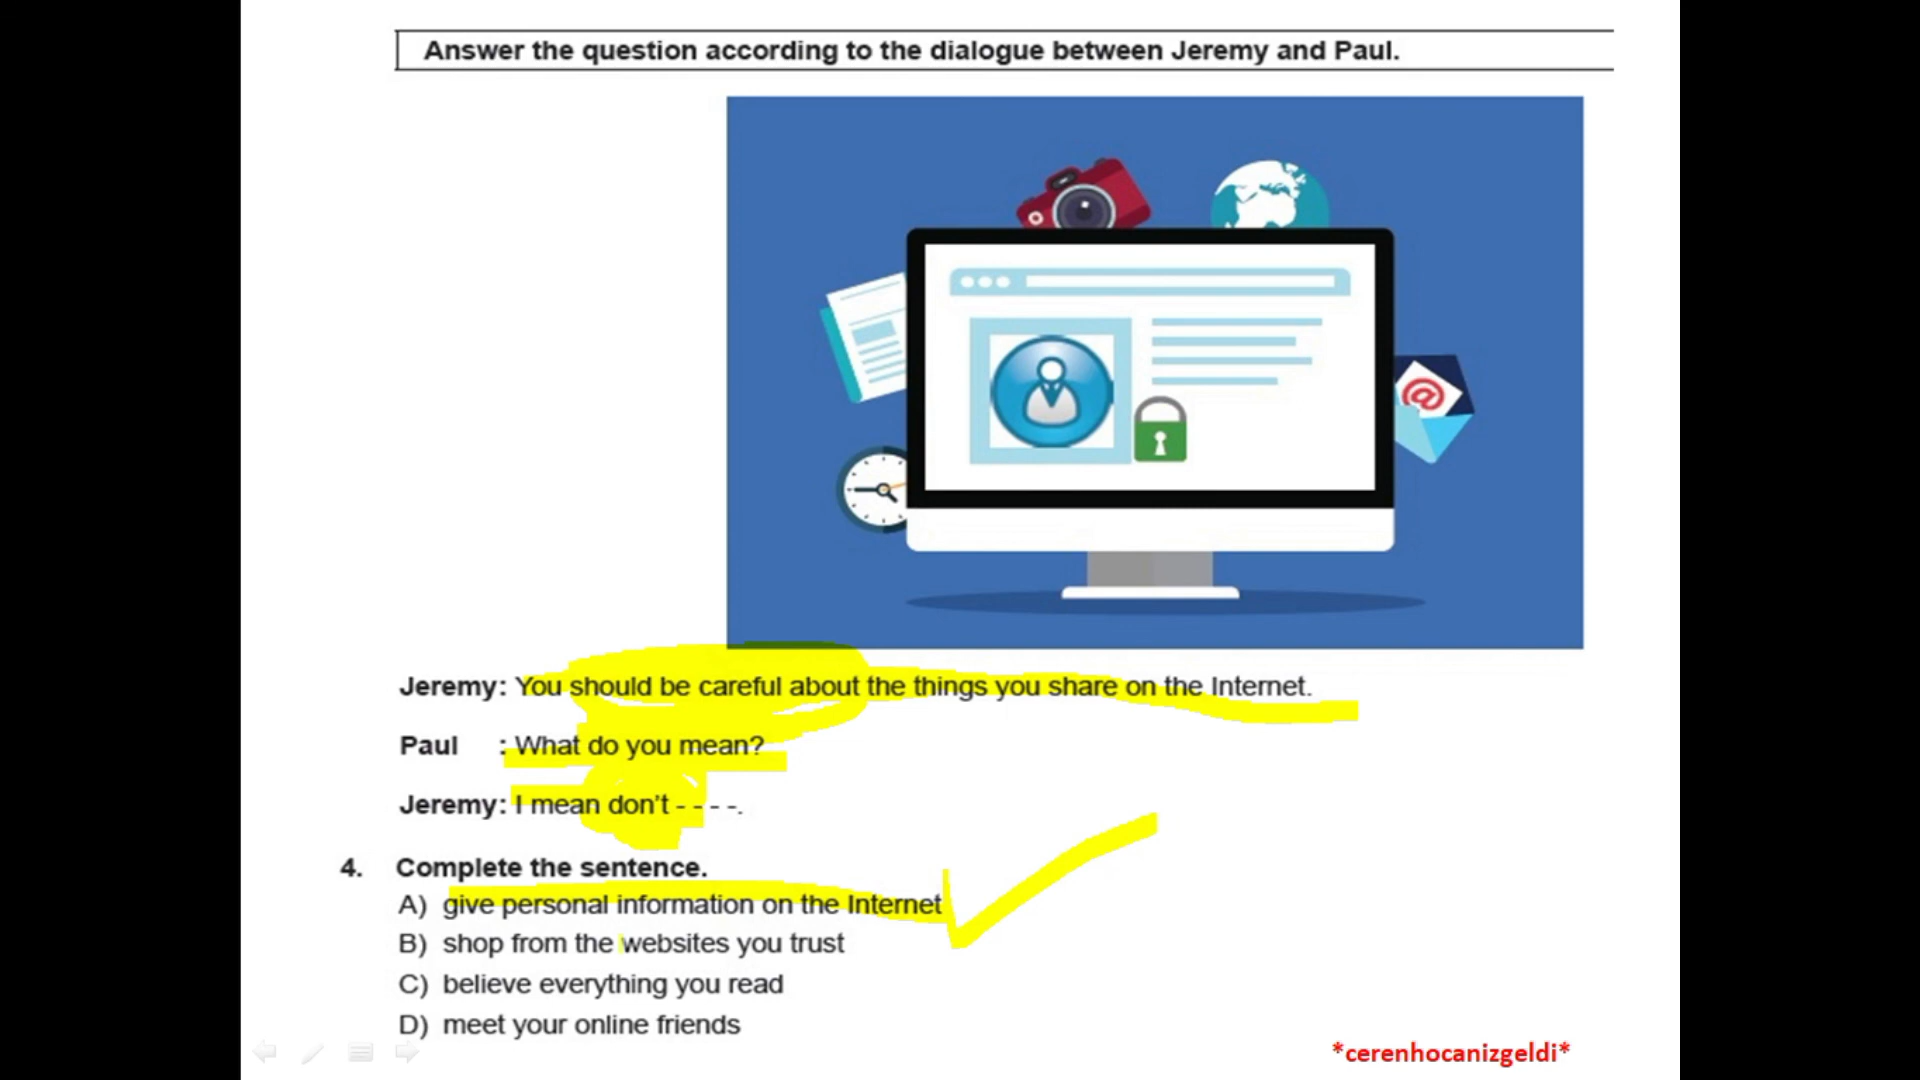 Answer the question according to the dialogue between Jeremy and Paul.
@
Jeremy: You should be careful about the things you share on the Internet.
Paul : What do you mean?
Jeremy: I mean don't - - - -.
4. Complete the sentence.
A) give personal information on the Internet
B) shop from the websites you trust
C) believe everything you read
D) meet your online friends
*cerenhocanizgeldi*